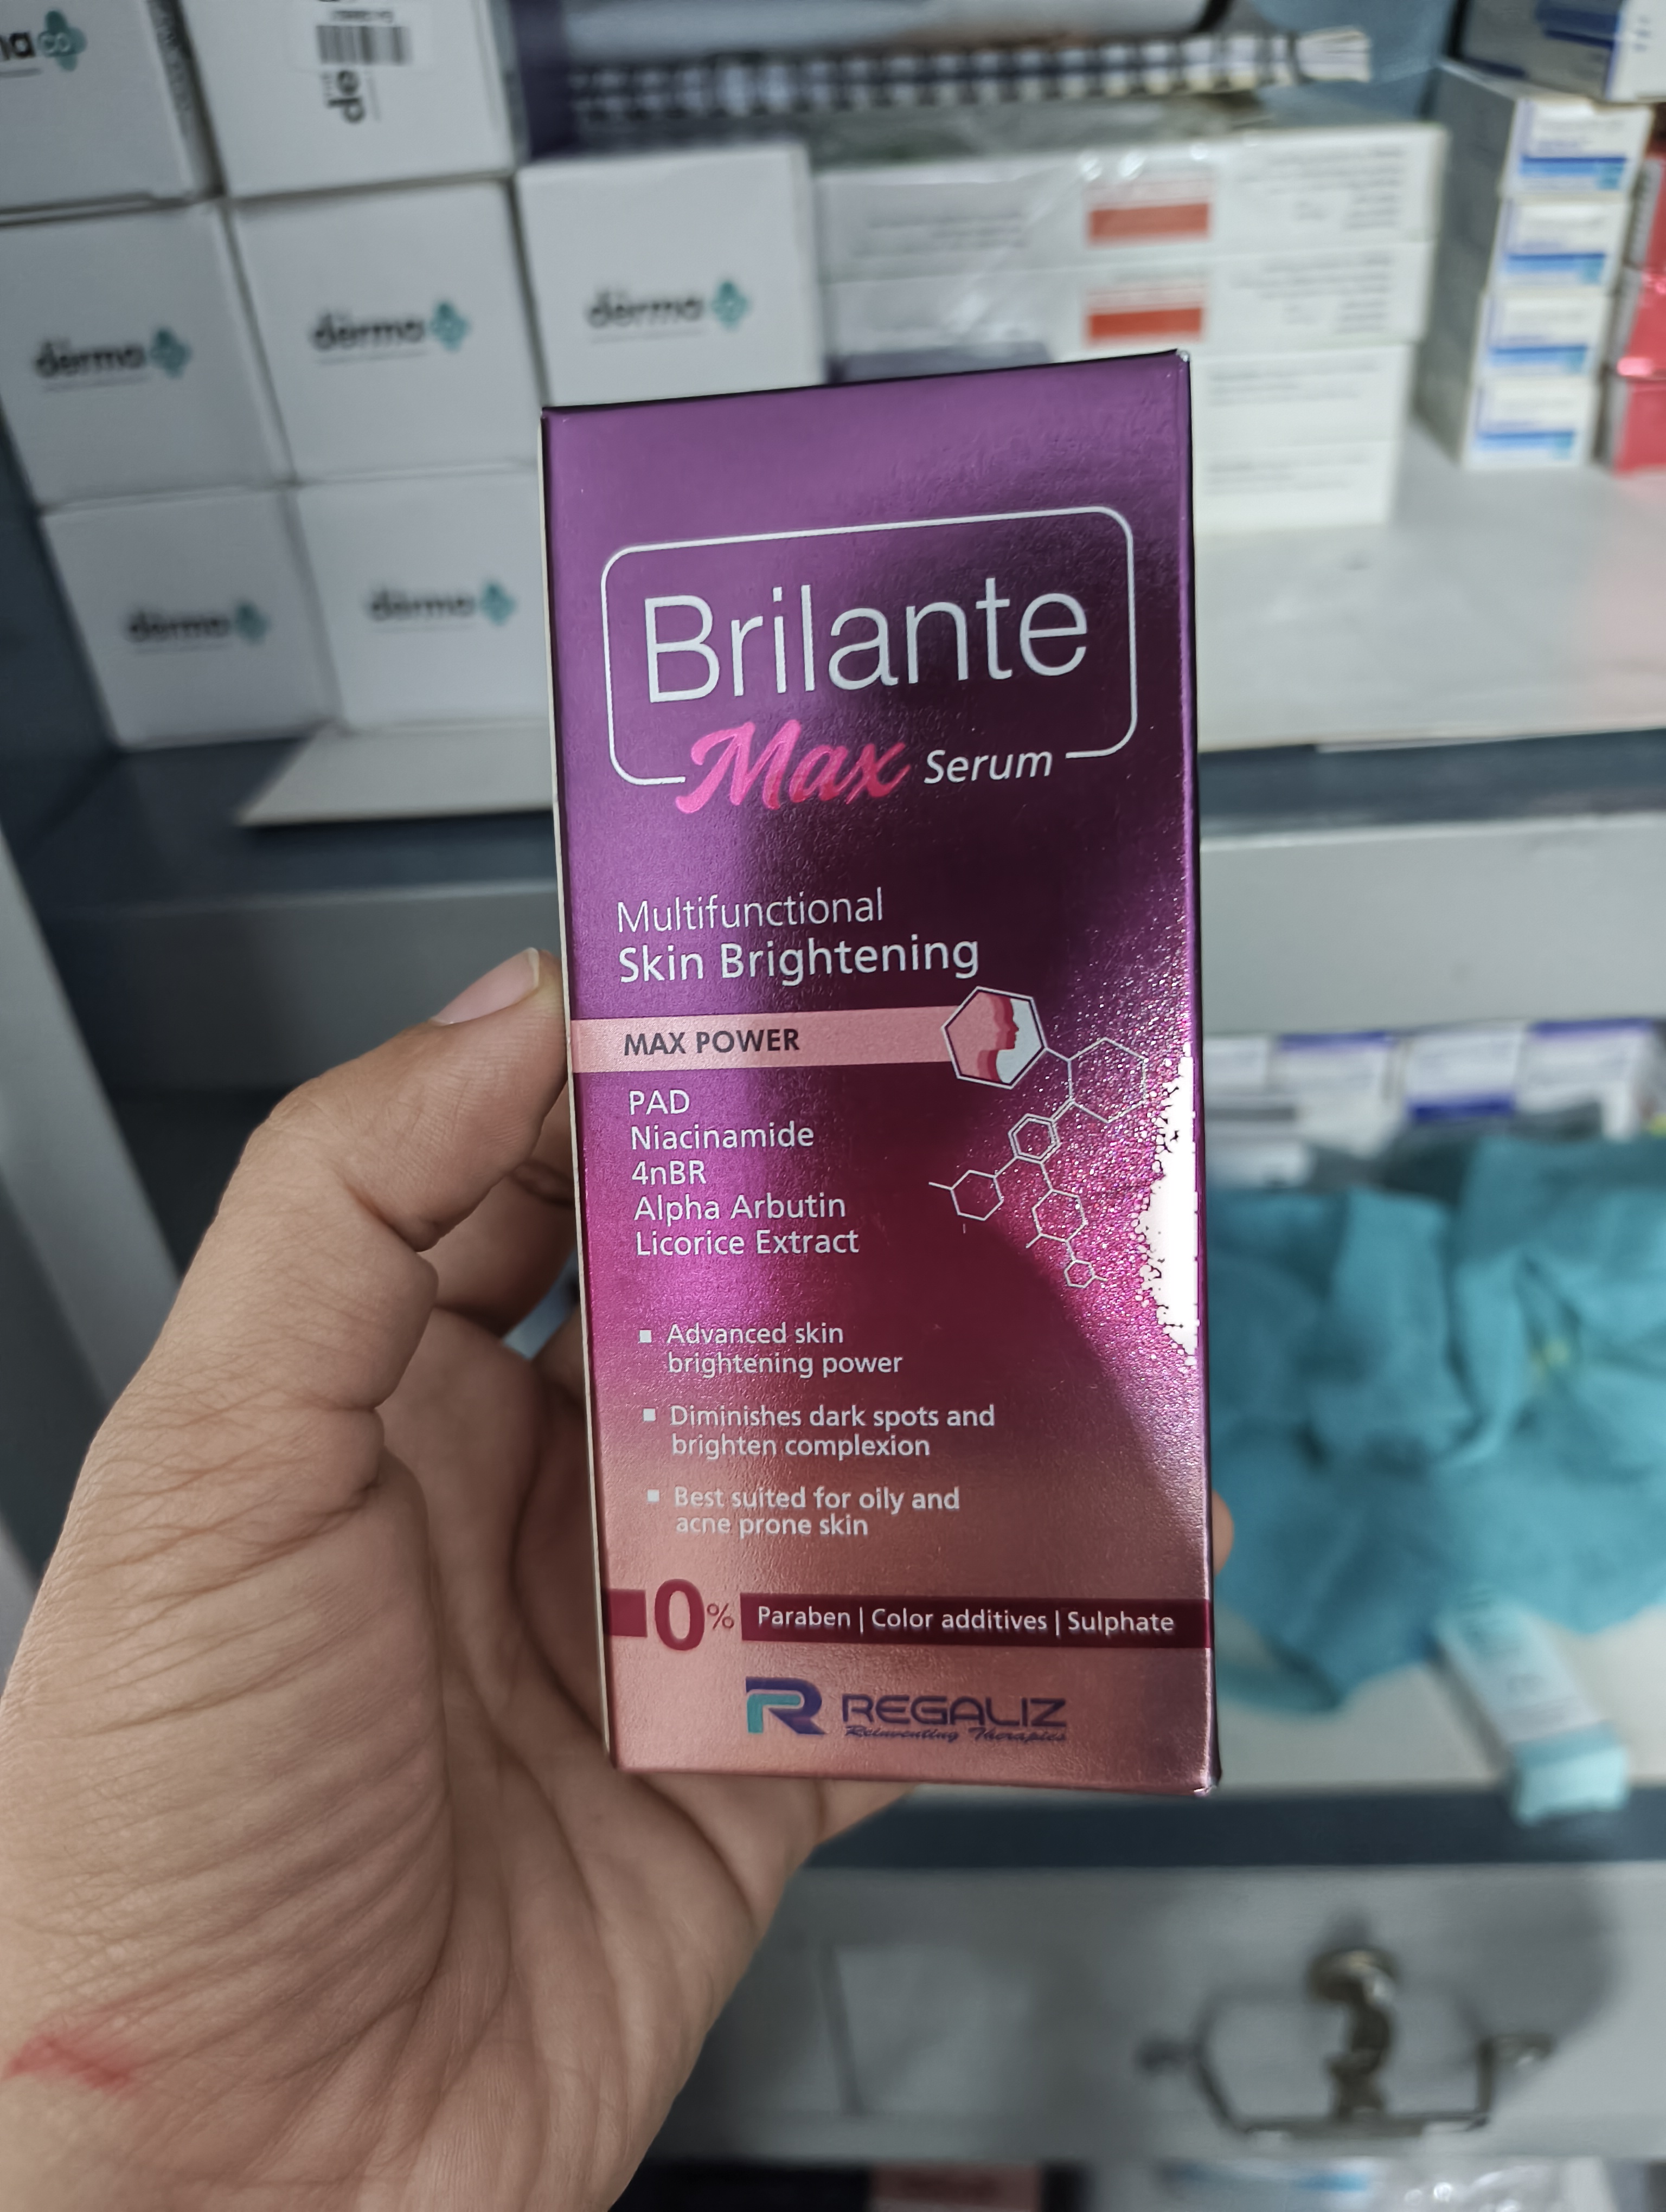 derma
derma
derma
derma
derma
Brilante
Max Serum
Multifunctional
Skin Brightening
MAX POWER
PAD
Niacinamide
4nBR
Alpha Arbutin
Licorice Extract
Advanced skin
brightening power
Diminishes dark spots and
brighten complexion
Best suited for oily and
acne prone skin
0% Paraben | Color additives | Sulphate
R REGALIZ
Reinventing Therapies